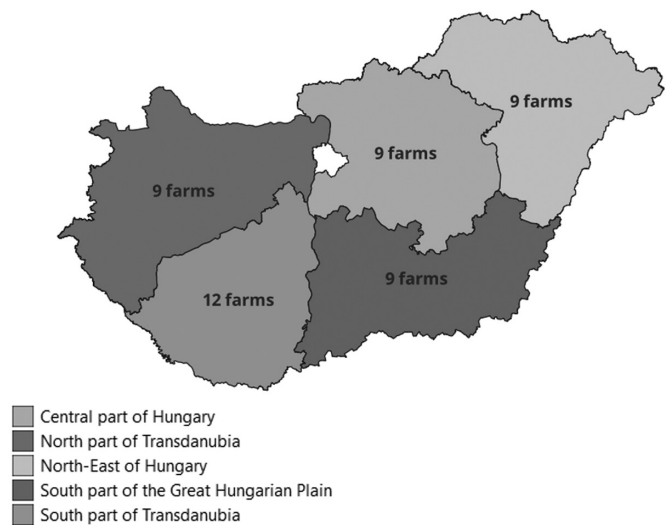 9 farms
9 farms
9 farms
9 farms
12 farms
Central part of Hungary
North part of Transdanubia
North-East of Hungary
South part of the Great Hungarian Plain
South part of Transdanubia